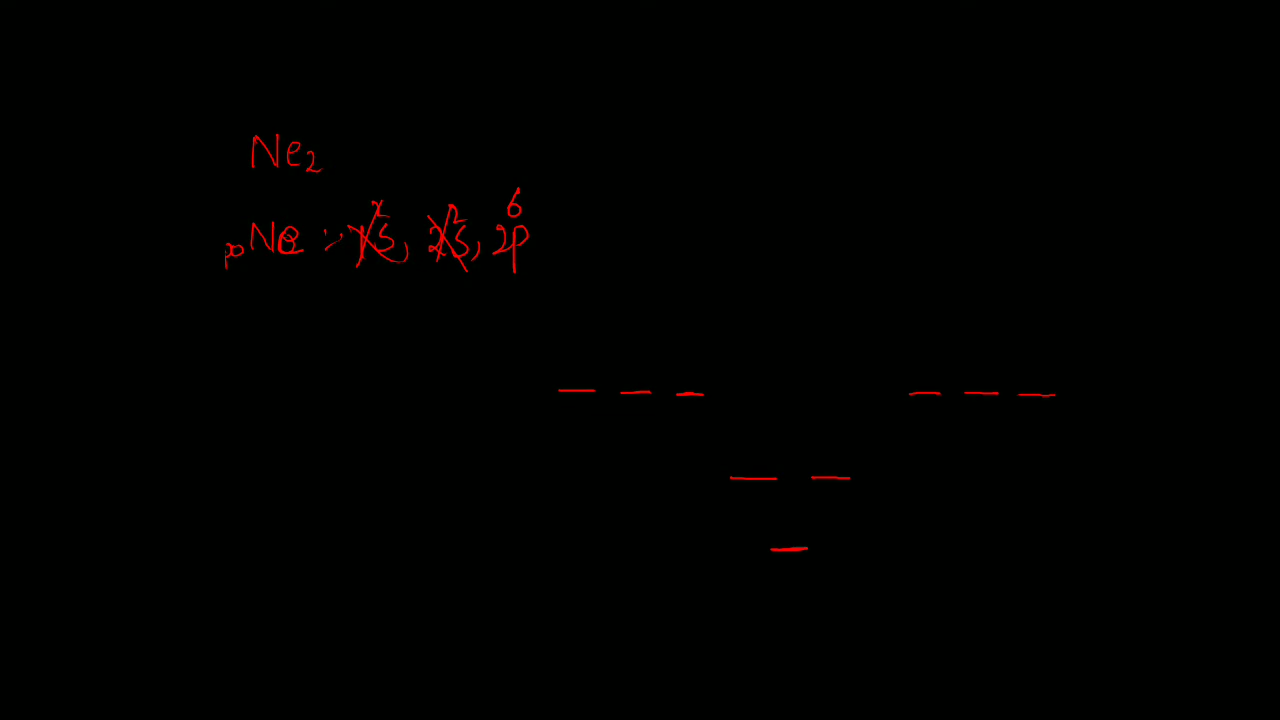 Ne₂
₁₀Ne : 1s², 2s², 2p⁶